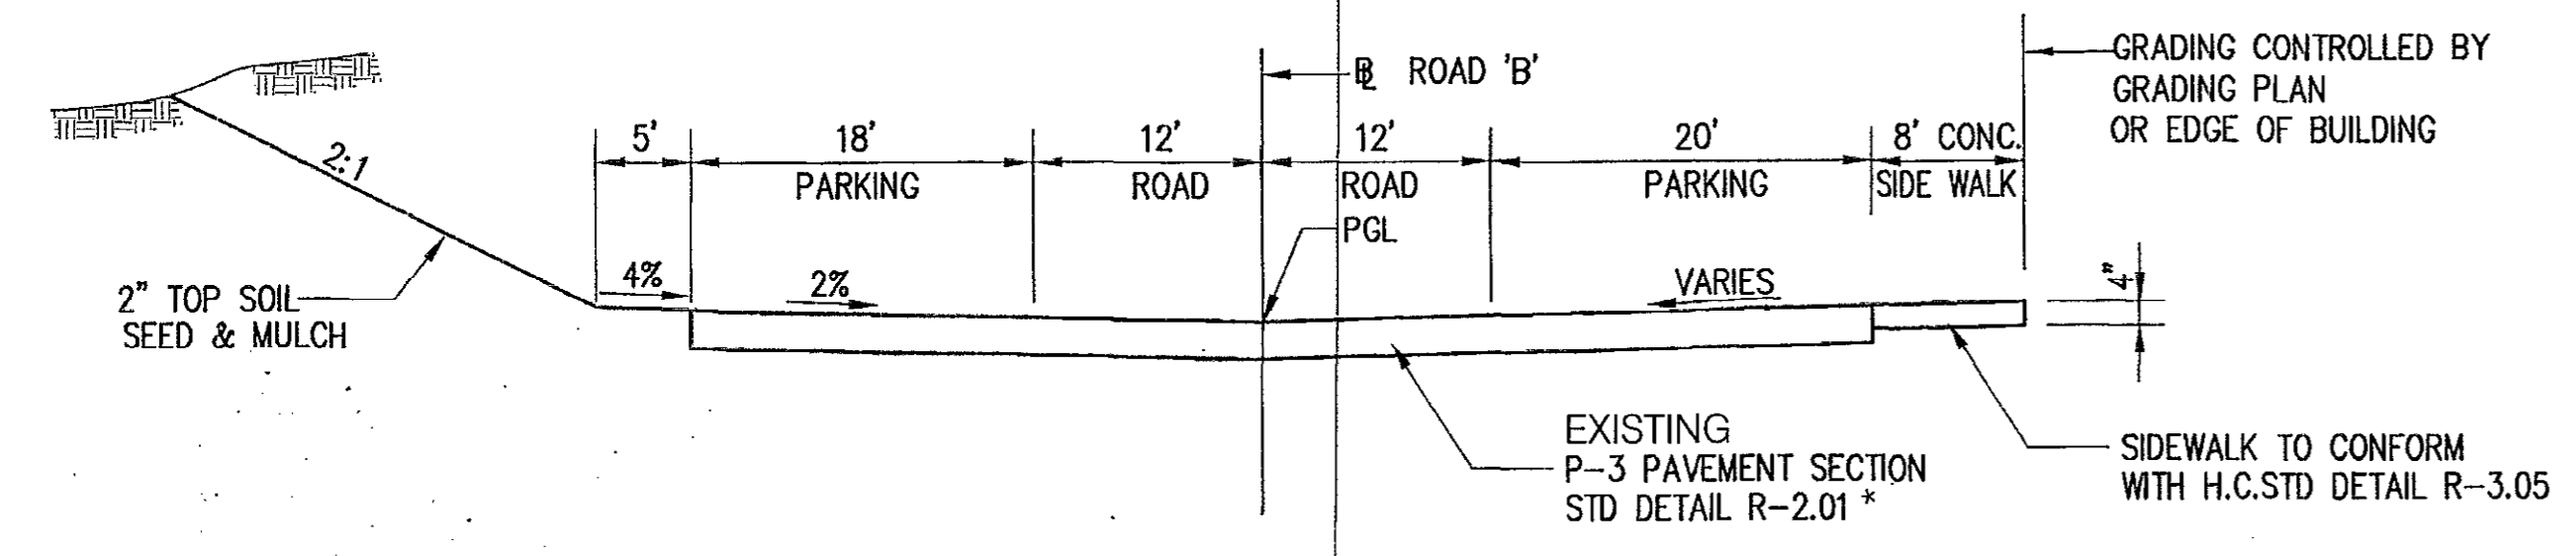 ℄ ROAD 'B'
GRADING CONTROLLED BY
GRADING PLAN
OR EDGE OF BUILDING
5' 18' 12' 12' 20' 8' CONC.
PARKING ROAD ROAD PARKING SIDE WALK
2:1
PGL
4% 2% VARIES 4"
2" TOP SOIL
SEED & MULCH
EXISTING
P-3 PAVEMENT SECTION
STD DETAIL R-2.01 *
SIDEWALK TO CONFORM
WITH H.C.STD DETAIL R-3.05